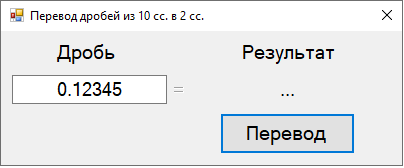 Перевод дробей из 10 сс. в 2 сс.
Дробь Результат
0.12345 = ...
Перевод